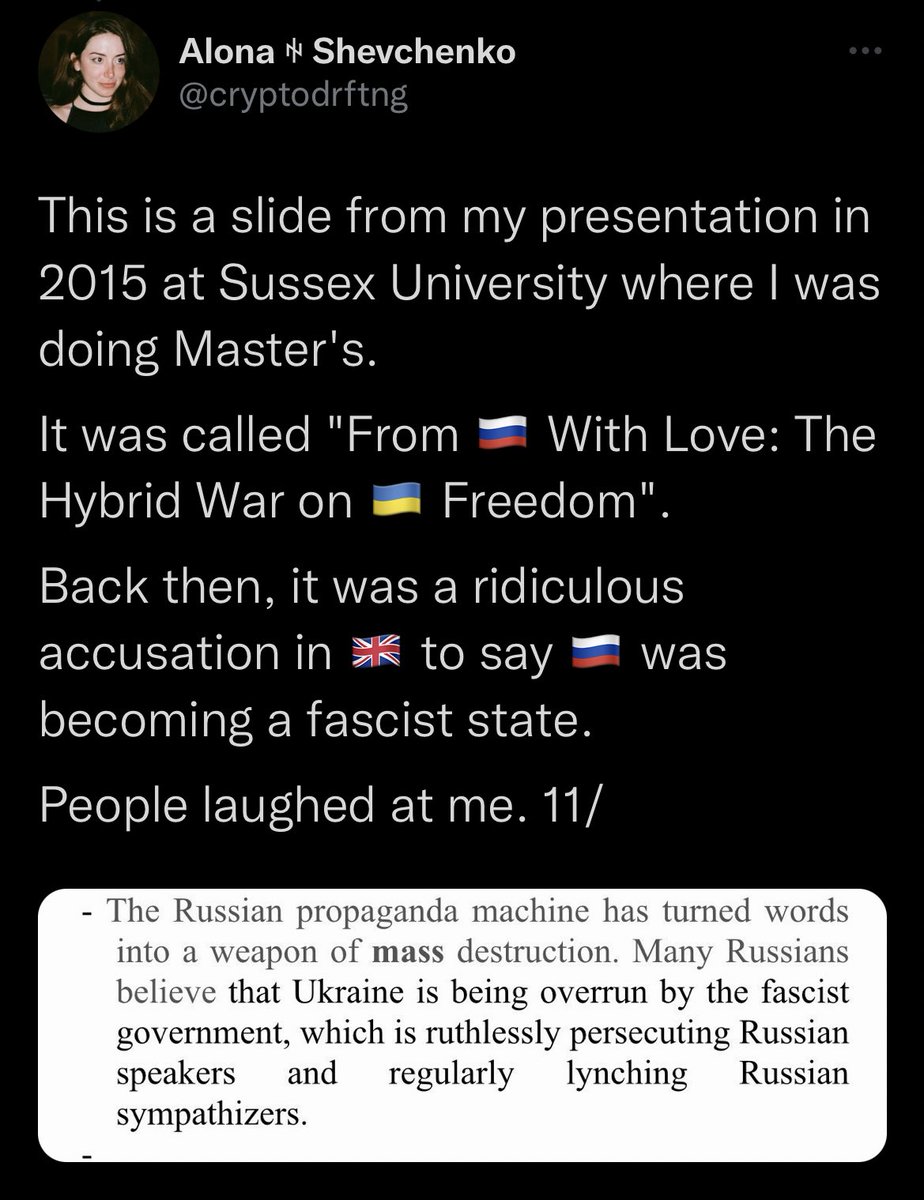 Alona ᛋ Shevchenko
@cryptodrftng
This is a slide from my presentation in
2015 at Sussex University where I was
doing Master's.
It was called "From 🇷🇺 With Love: The
Hybrid War on 🇺🇦 Freedom".
Back then, it was a ridiculous
accusation in 🇬🇧 to say 🇷🇺 was
becoming a fascist state.
People laughed at me. 11/
- The Russian propaganda machine has turned words
into a weapon of mass destruction. Many Russians
believe that Ukraine is being overrun by the fascist
government, which is ruthlessly persecuting Russian
speakers and regularly lynching Russian
sympathizers.
-